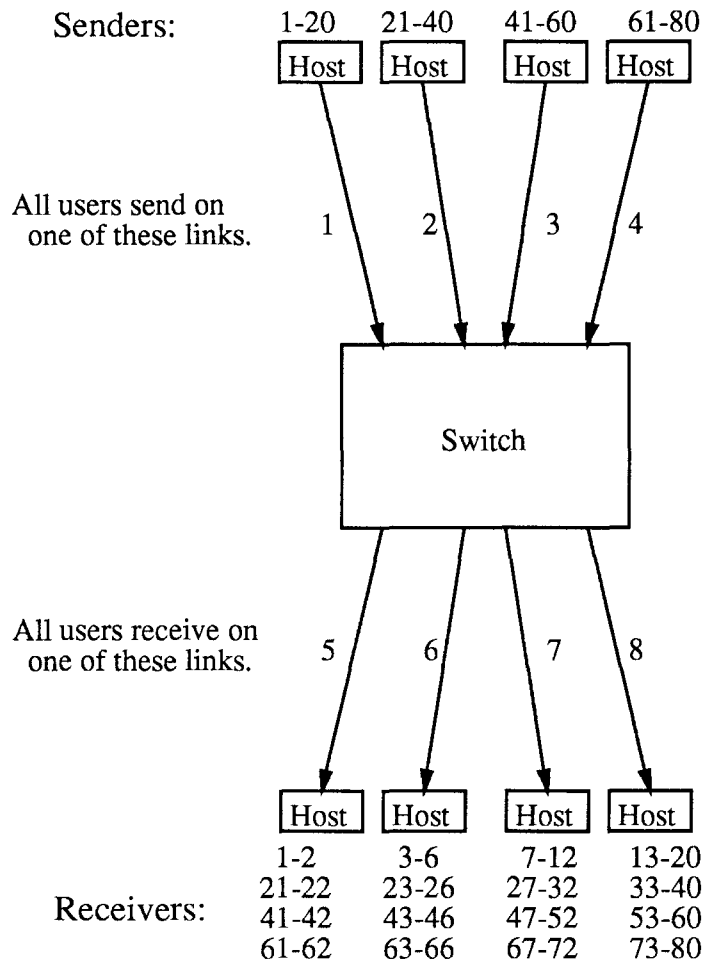 Senders: 1-20 21-40 41-60 61-80
Host Host Host Host
All users send on
one of these links.
1 2 3 4
Switch
All users receive on
one of these links.
5 6 7 8
Host Host Host Host
1-2 3-6 7-12 13-20
21-22 23-26 27-32 33-40
Receivers: 41-42 43-46 47-52 53-60
61-62 63-66 67-72 73-80